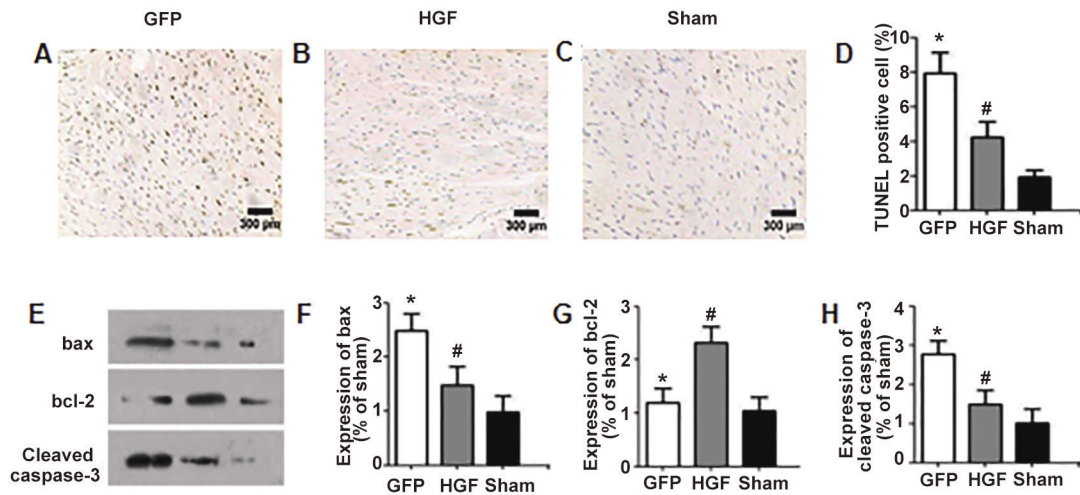 GFP
HGF
Sham
A
300 µm
B
300 µm
C
300 µm
D
TUNEL positive cell (%)
10
8
6
4
2
0
*
#
GFP HGF Sham
E
bax
bcl-2
Cleaved
caspase-3
F
Expression of bax
(% of sham)
3
2
1
0
*
#
GFP HGF Sham
G
Expression of bcl-2
(% of sham)
3
2
1
0
*
#
GFP HGF Sham
H
Expression of
cleaved caspase-3
(% of sham)
4
3
2
1
0
*
#
GFP HGF Sham